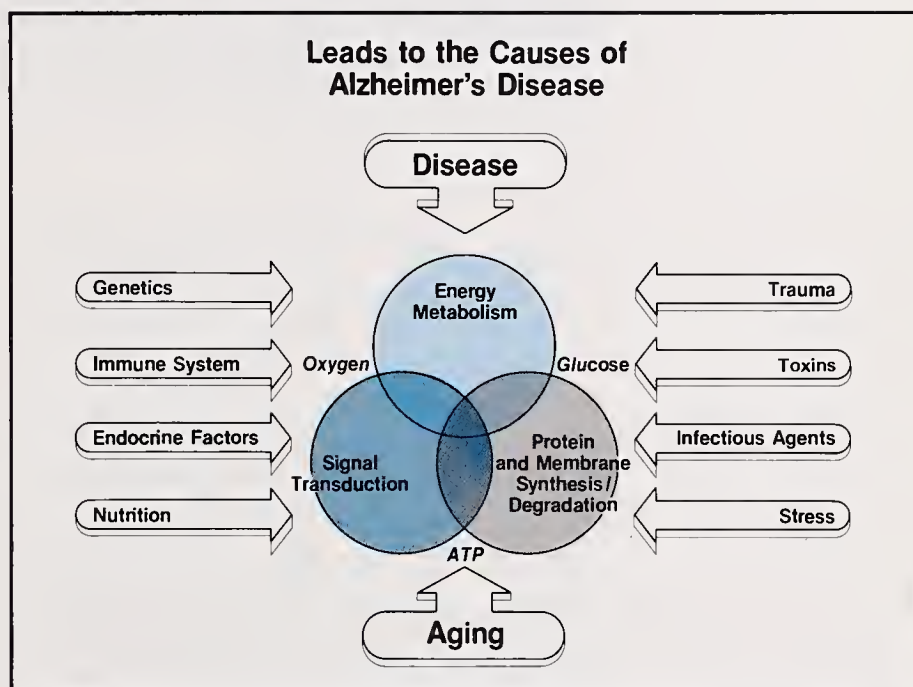 Leads to the Causes of
Alzheimer's Disease
Disease
Genetics
Immune System
Endocrine Factors
Nutrition
Energy
Metabolism
Oxygen
Glucose
Signal
Transduction
Protein
and Membrane
Synthesis/
Degradation
ATP
Trauma
Toxins
Infectious Agents
Stress
Aging